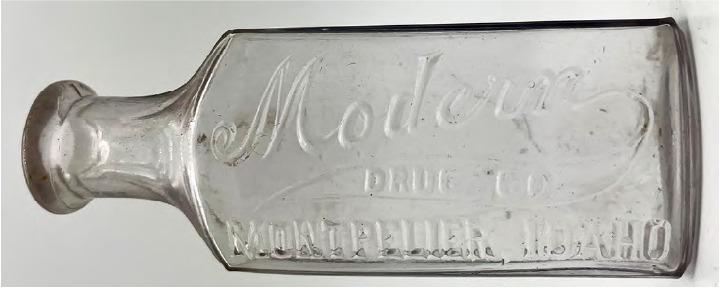 Modern
DRUG CO
MONTPELIER, IDAHO